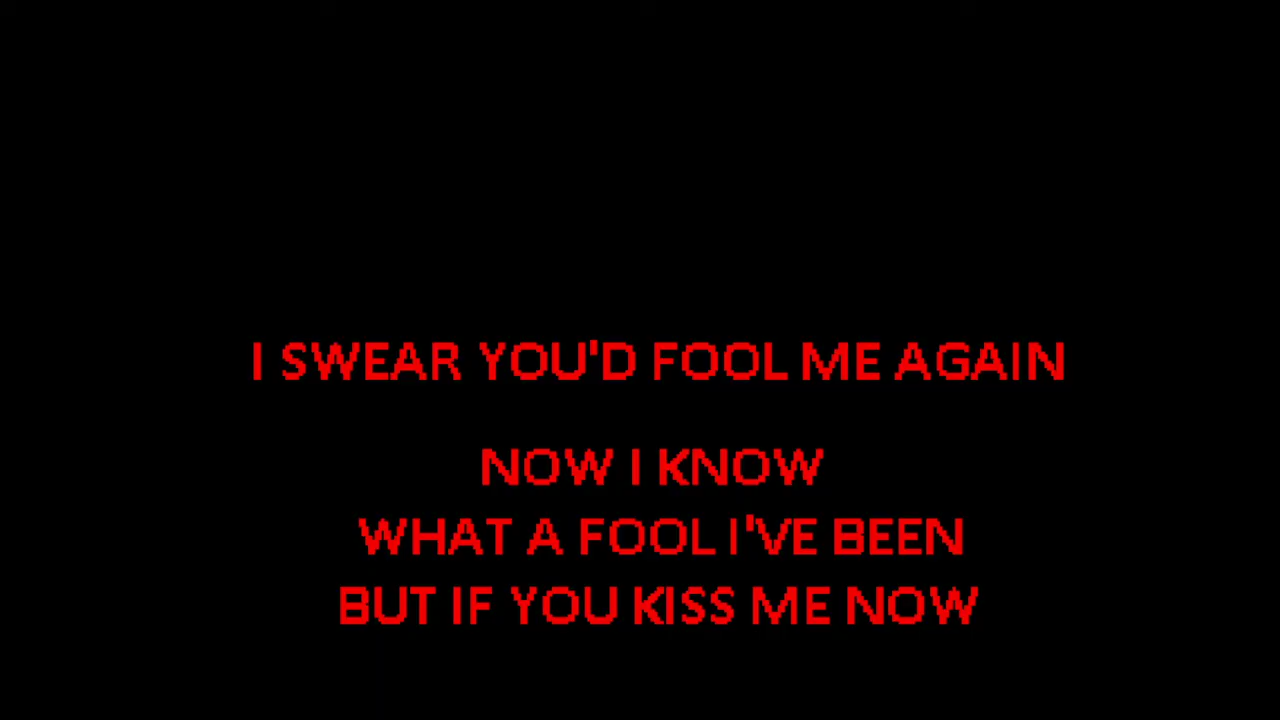 I SWEAR YOU'D FOOL ME AGAIN
NOW I KNOW
WHAT A FOOL I'VE BEEN
BUT IF YOU KISS ME NOW